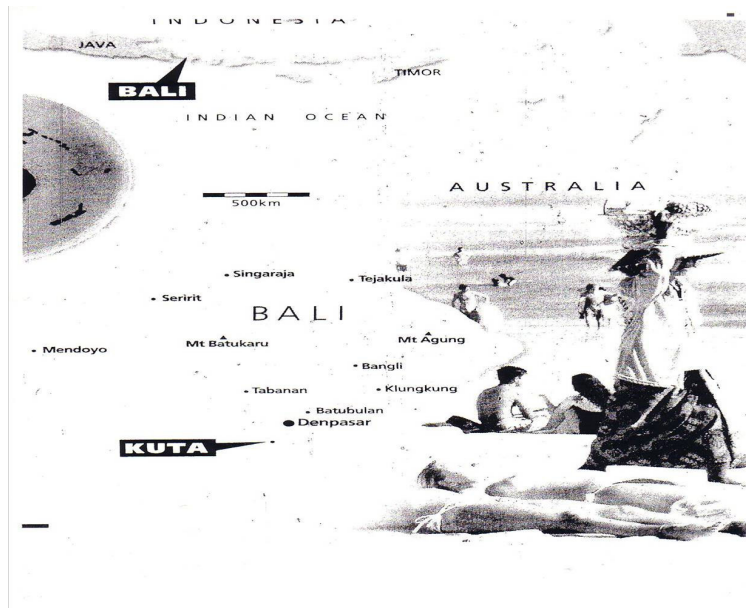 INDONESIA
JAVA
TIMOR
BALI
INDIAN OCEAN
AUSTRALIA
500km
Singaraja
Tejakula
Seririt
BALI
Mt Batukaru
Mt Agung
Mendoyo
Bangli
Tabanan
Klungkung
Batubulan
Denpasar
KUTA